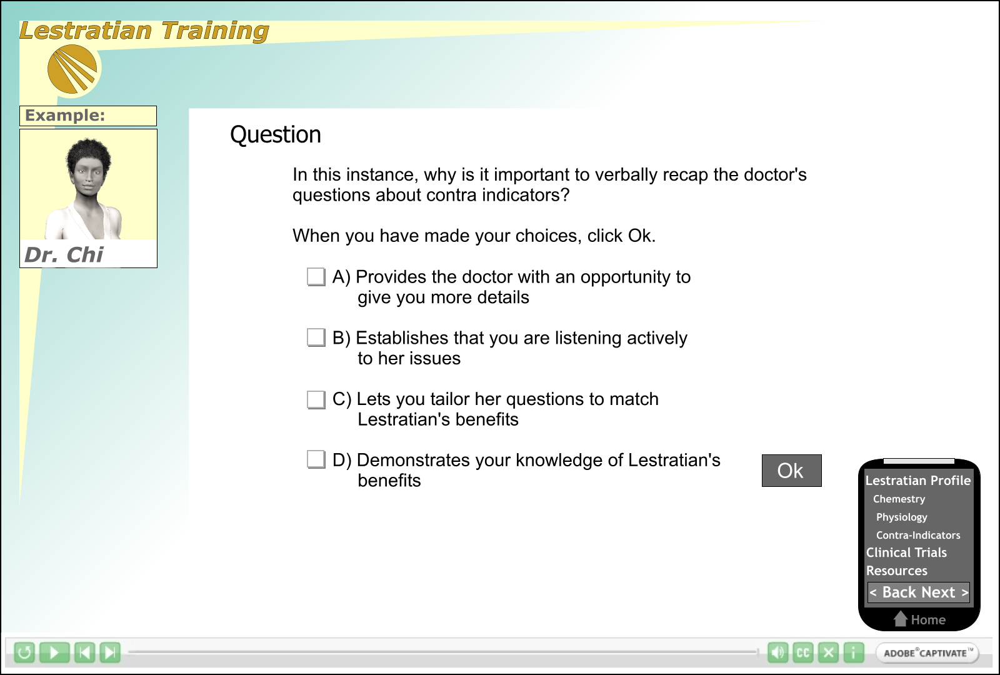 Lestratian Training
Example:
Dr. Chi
Question
In this instance, why is it important to verbally recap the doctor's
questions about contra indicators?
When you have made your choices, click Ok.
A) Provides the doctor with an opportunity to
give you more details
B) Establishes that you are listening actively
to her issues
C) Lets you tailor her questions to match
Lestratian's benefits
D) Demonstrates your knowledge of Lestratian's
benefits
Ok
Lestratian Profile
Chemestry
Physiology
Contra-Indicators
Clinical Trials
Resources
< Back Next >
Home
CC
i
ADOBE® CAPTIVATE™